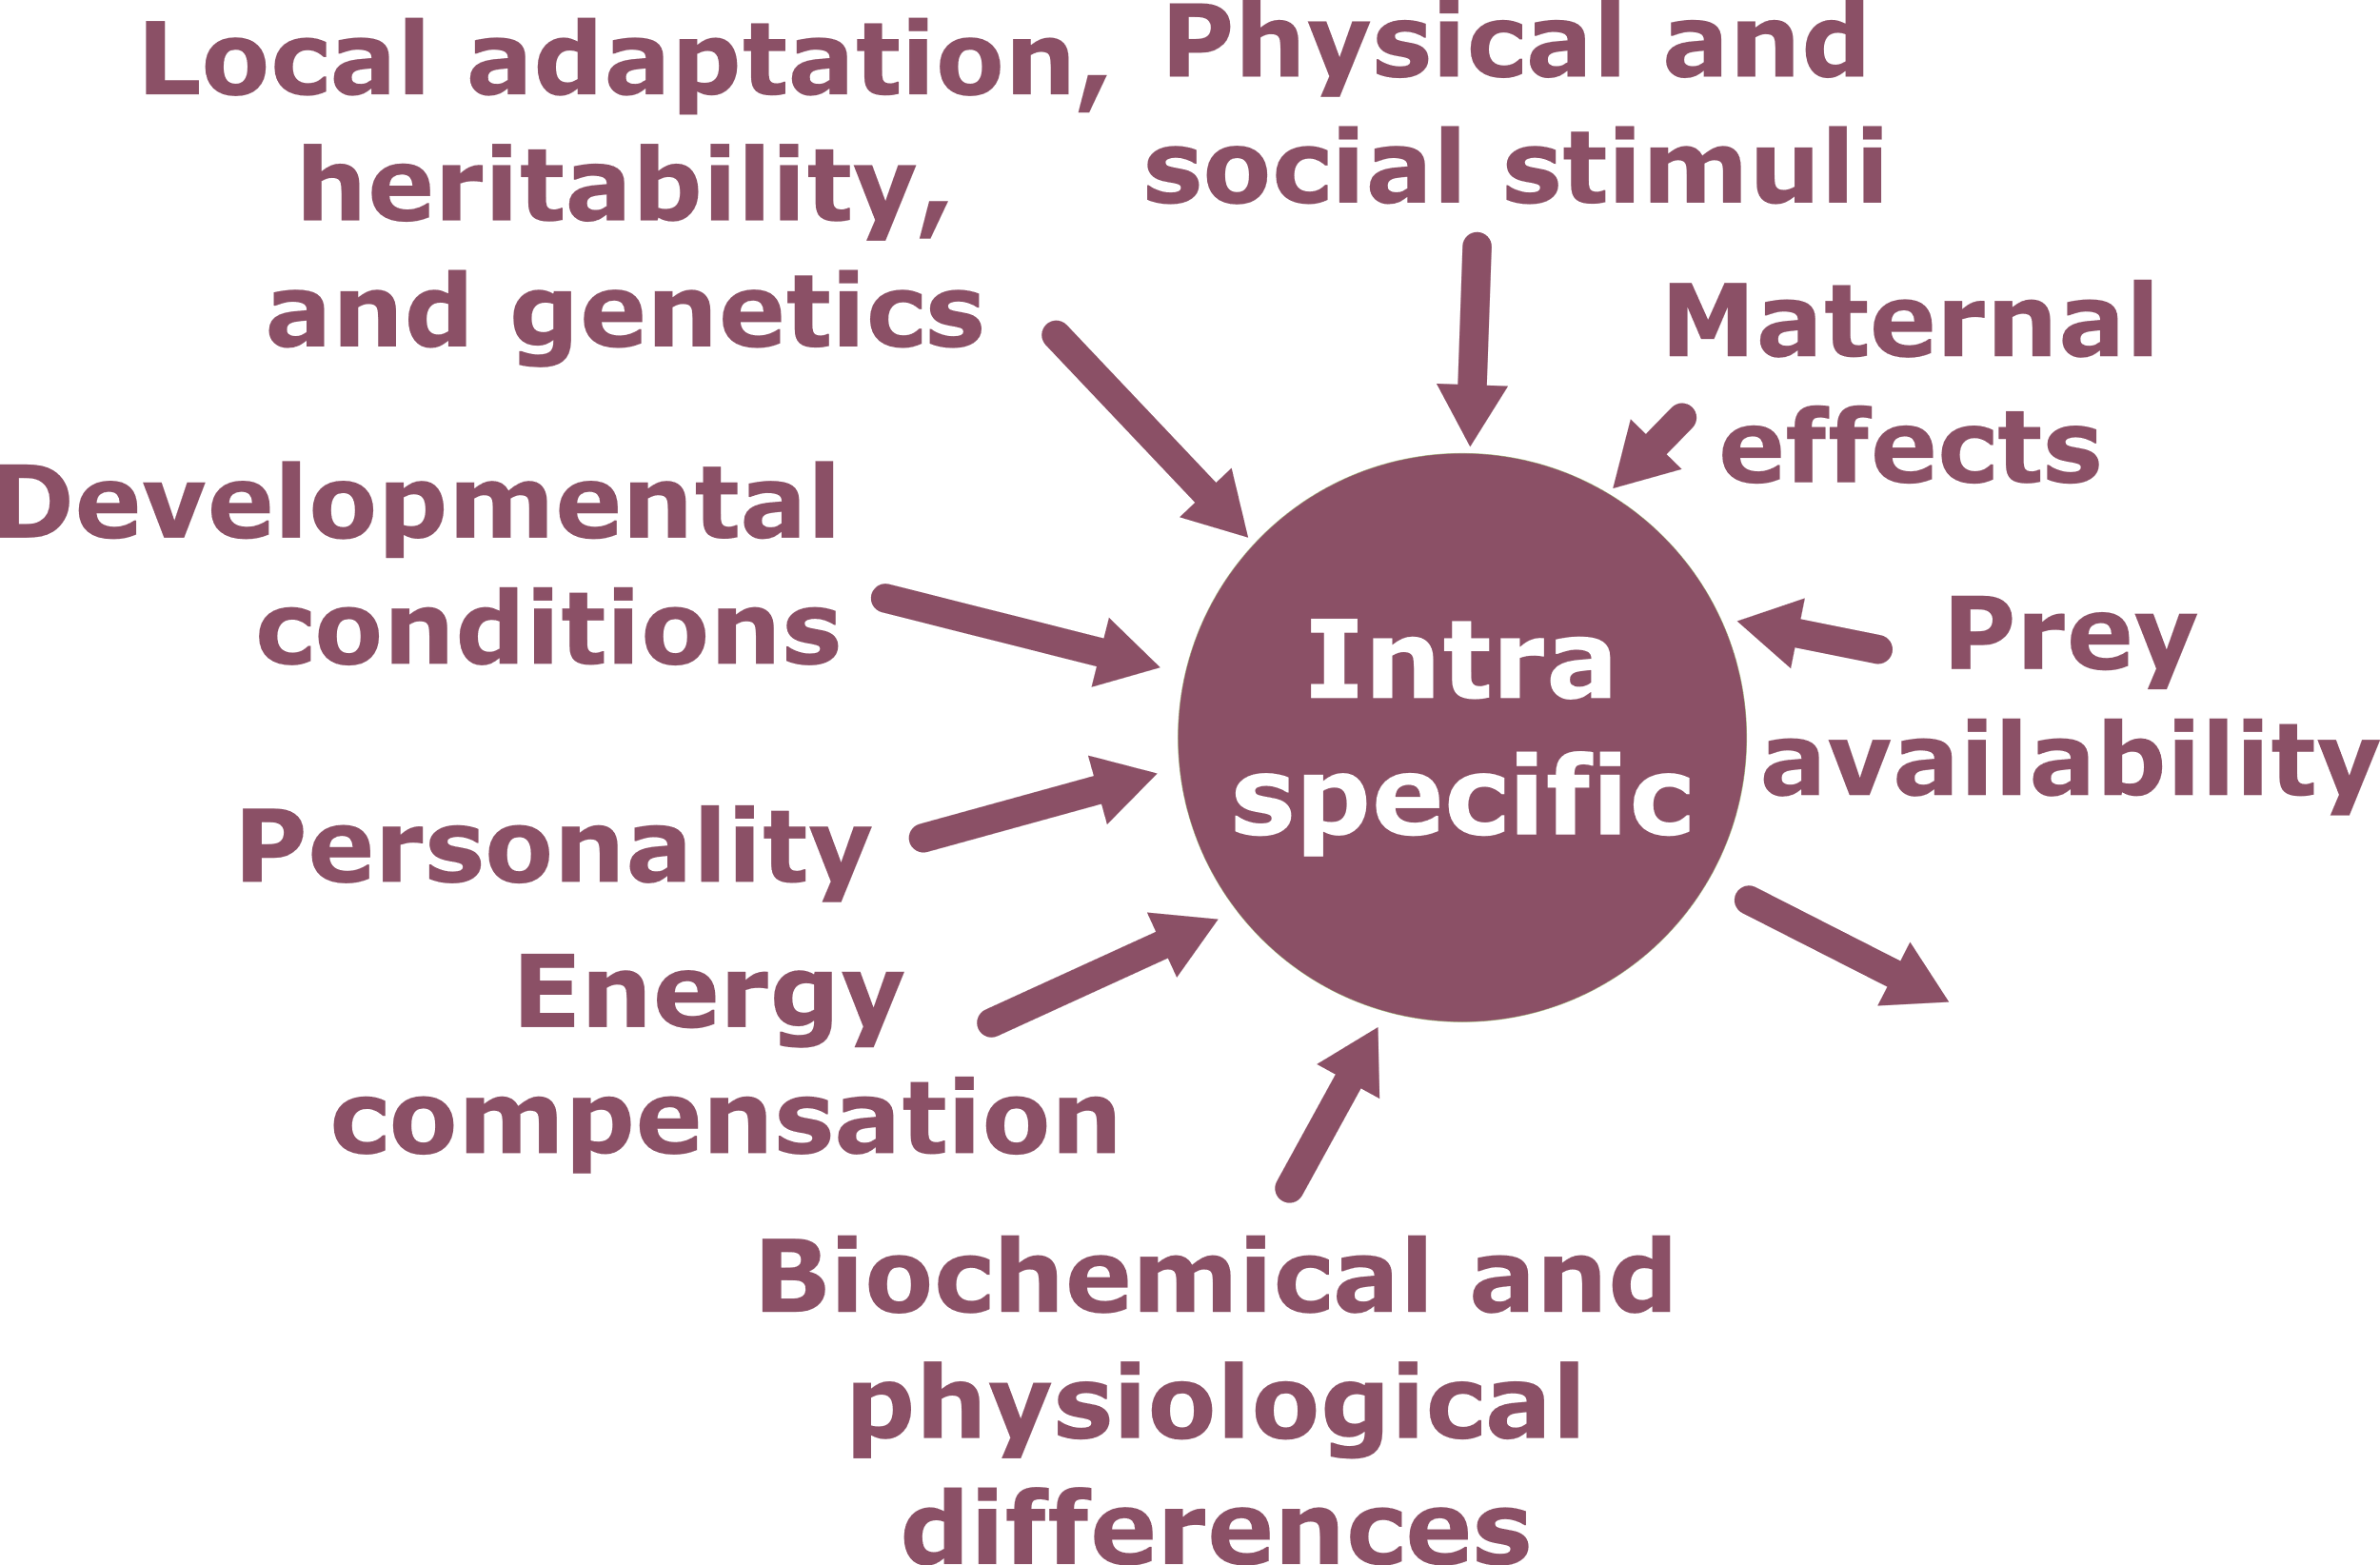 Local adaptation,
heritability,
and genetics
Physical and
social stimuli
Maternal
effects
Developmental
conditions
Intra
specific
Prey
availability
Personality
Energy
compensation
Biochemical and
physiological
differences